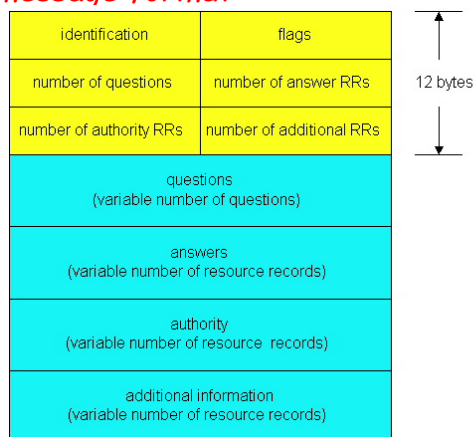 message format
identification flags
number of questions number of answer RRs
12 bytes
number of authority RRs number of additional RRs
questions
(variable number of questions)
answers
(variable number of resource records)
authority
(variable number of resource records)
additional information
(variable number of resource records)